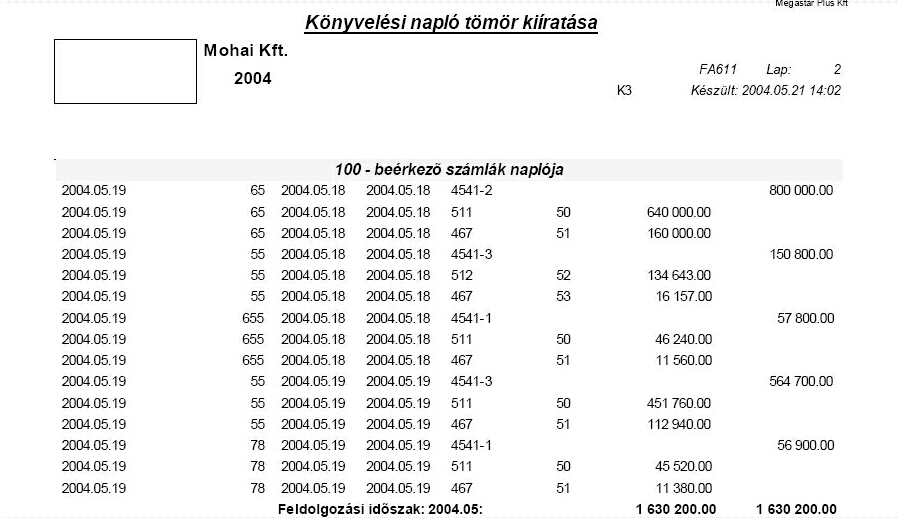 Megastar Plus Kft
Könyvelési napló tömör kiíratása
Mohai Kft.
2004
FA611 Lap: 2
K3 Készült: 2004.05.21 14:02
100 - beérkező számlák naplója
2004.05.19 65 2004.05.18 2004.05.18 4541-2 800 000.00
2004.05.19 65 2004.05.18 2004.05.18 511 50 640 000.00
2004.05.19 65 2004.05.18 2004.05.18 467 51 160 000.00
2004.05.19 55 2004.05.18 2004.05.18 4541-3 150 800.00
2004.05.19 55 2004.05.18 2004.05.18 512 52 134 643.00
2004.05.19 55 2004.05.18 2004.05.18 467 53 16 157.00
2004.05.19 655 2004.05.18 2004.05.18 4541-1 57 800.00
2004.05.19 655 2004.05.18 2004.05.18 511 50 46 240.00
2004.05.19 655 2004.05.18 2004.05.18 467 51 11 560.00
2004.05.19 55 2004.05.19 2004.05.19 4541-3 564 700.00
2004.05.19 55 2004.05.19 2004.05.19 511 50 451 760.00
2004.05.19 55 2004.05.19 2004.05.19 467 51 112 940.00
2004.05.19 78 2004.05.19 2004.05.19 4541-1 56 900.00
2004.05.19 78 2004.05.19 2004.05.19 511 50 45 520.00
2004.05.19 78 2004.05.19 2004.05.19 467 51 11 380.00
Feldolgozási időszak: 2004.05: 1 630 200.00 1 630 200.00